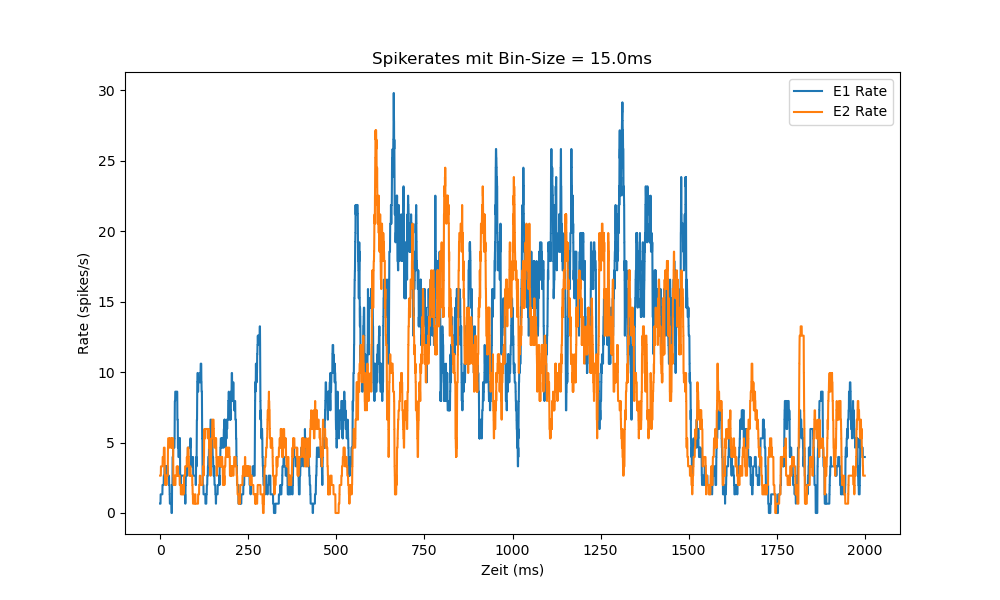 Spikerates mit Bin-Size = 15.0ms
E1 Rate
E2 Rate
Rate (spikes/s)
30
25
20
15
10
5
0
0 250 500 750 1000 1250 1500 1750 2000
Zeit (ms)